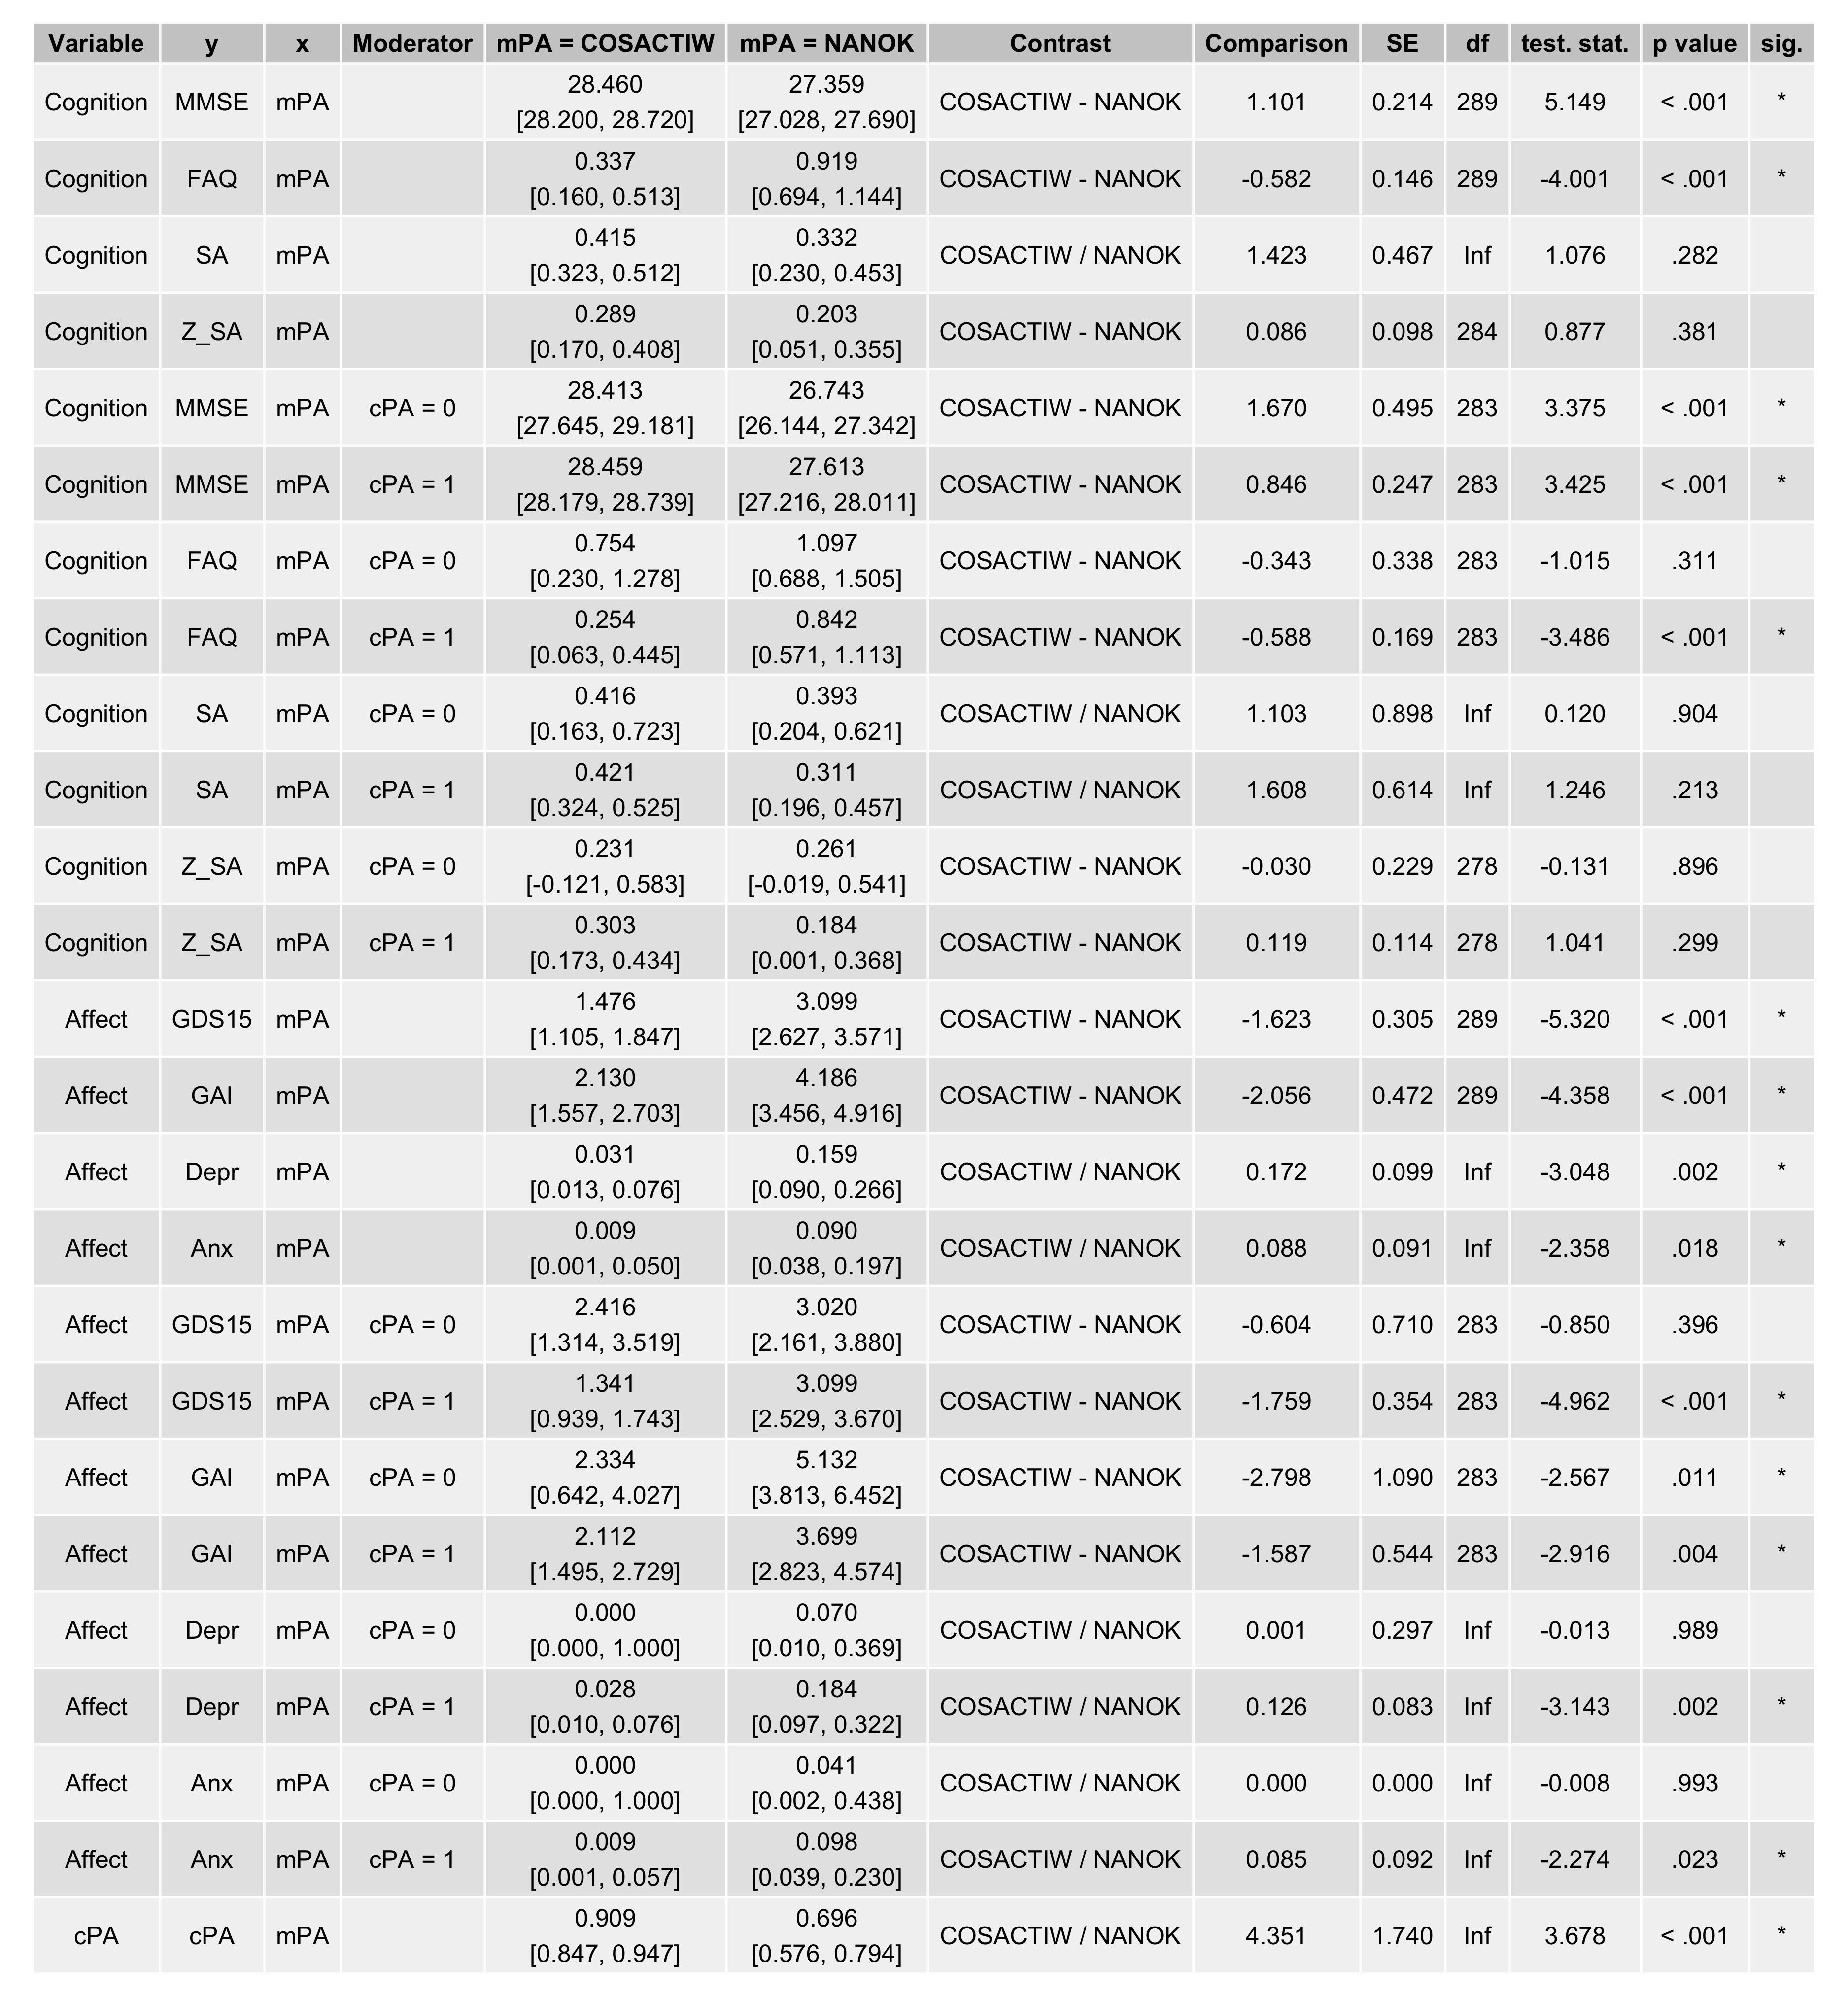 Variable y x Moderator mPA = COSACTIW mPA = NANOK Contrast Comparison SE df test. stat. p value sig.
28.460 27.359
Cognition MMSE mPA COSACTIW - NANOK 1.101 0.214 289 5.149 < .001 *
[28.200, 28.720] [27.028, 27.690]
0.337 0.919
Cognition FAQ mPA COSACTIW - NANOK -0.582 0.146 289 -4.001 < .001 *
[0.160, 0.513] [0.694, 1.144]
0.415 0.332
Cognition SA mPA COSACTIW / NANOK 1.423 0.467 Inf 1.076 .282
[0.323, 0.512] [0.230, 0.453]
0.289 0.203
Cognition Z_SA mPA COSACTIW - NANOK 0.086 0.098 284 0.877 .381
[0.170, 0.408] [0.051, 0.355]
28.413 26.743
Cognition MMSE mPA cPA = 0 COSACTIW - NANOK 1.670 0.495 283 3.375 < .001 *
[27.645, 29.181] [26.144, 27.342]
28.459 27.613
Cognition MMSE mPA cPA = 1 COSACTIW - NANOK 0.846 0.247 283 3.425 < .001 *
[28.179, 28.739] [27.216, 28.011]
0.754 1.097
Cognition FAQ mPA cPA = 0 COSACTIW - NANOK -0.343 0.338 283 -1.015 .311
[0.230, 1.278] [0.688, 1.505]
0.254 0.842
Cognition FAQ mPA cPA = 1 COSACTIW - NANOK -0.588 0.169 283 -3.486 < .001 *
[0.063, 0.445] [0.571, 1.113]
0.416 0.393
Cognition SA mPA cPA = 0 COSACTIW / NANOK 1.103 0.898 Inf 0.120 .904
[0.163, 0.723] [0.204, 0.621]
0.421 0.311
Cognition SA mPA cPA = 1 COSACTIW / NANOK 1.608 0.614 Inf 1.246 .213
[0.324, 0.525] [0.196, 0.457]
0.231 0.261
Cognition Z_SA mPA cPA = 0 COSACTIW - NANOK -0.030 0.229 278 -0.131 .896
[-0.121, 0.583] [-0.019, 0.541]
0.303 0.184
Cognition Z_SA mPA cPA = 1 COSACTIW - NANOK 0.119 0.114 278 1.041 .299
[0.173, 0.434] [0.001, 0.368]
1.476 3.099
Affect GDS15 mPA COSACTIW - NANOK -1.623 0.305 289 -5.320 < .001 *
[1.105, 1.847] [2.627, 3.571]
2.130 4.186
Affect GAI mPA COSACTIW - NANOK -2.056 0.472 289 -4.358 < .001 *
[1.557, 2.703] [3.456, 4.916]
0.031 0.159
Affect Depr mPA COSACTIW / NANOK 0.172 0.099 Inf -3.048 .002 *
[0.013, 0.076] [0.090, 0.266]
0.009 0.090
Affect Anx mPA COSACTIW / NANOK 0.088 0.091 Inf -2.358 .018 *
[0.001, 0.050] [0.038, 0.197]
2.416 3.020
Affect GDS15 mPA cPA = 0 COSACTIW - NANOK -0.604 0.710 283 -0.850 .396
[1.314, 3.519] [2.161, 3.880]
1.341 3.099
Affect GDS15 mPA cPA = 1 COSACTIW - NANOK -1.759 0.354 283 -4.962 < .001 *
[0.939, 1.743] [2.529, 3.670]
2.334 5.132
Affect GAI mPA cPA = 0 COSACTIW - NANOK -2.798 1.090 283 -2.567 .011 *
[0.642, 4.027] [3.813, 6.452]
2.112 3.699
Affect GAI mPA cPA = 1 COSACTIW - NANOK -1.587 0.544 283 -2.916 .004 *
[1.495, 2.729] [2.823, 4.574]
0.000 0.070
Affect Depr mPA cPA = 0 COSACTIW / NANOK 0.001 0.297 Inf -0.013 .989
[0.000, 1.000] [0.010, 0.369]
0.028 0.184
Affect Depr mPA cPA = 1 COSACTIW / NANOK 0.126 0.083 Inf -3.143 .002 *
[0.010, 0.076] [0.097, 0.322]
0.000 0.041
Affect Anx mPA cPA = 0 COSACTIW / NANOK 0.000 0.000 Inf -0.008 .993
[0.000, 1.000] [0.002, 0.438]
0.009 0.098
Affect Anx mPA cPA = 1 COSACTIW / NANOK 0.085 0.092 Inf -2.274 .023 *
[0.001, 0.057] [0.039, 0.230]
0.909 0.696
cPA cPA mPA COSACTIW / NANOK 4.351 1.740 Inf 3.678 < .001 *
[0.847, 0.947] [0.576, 0.794]